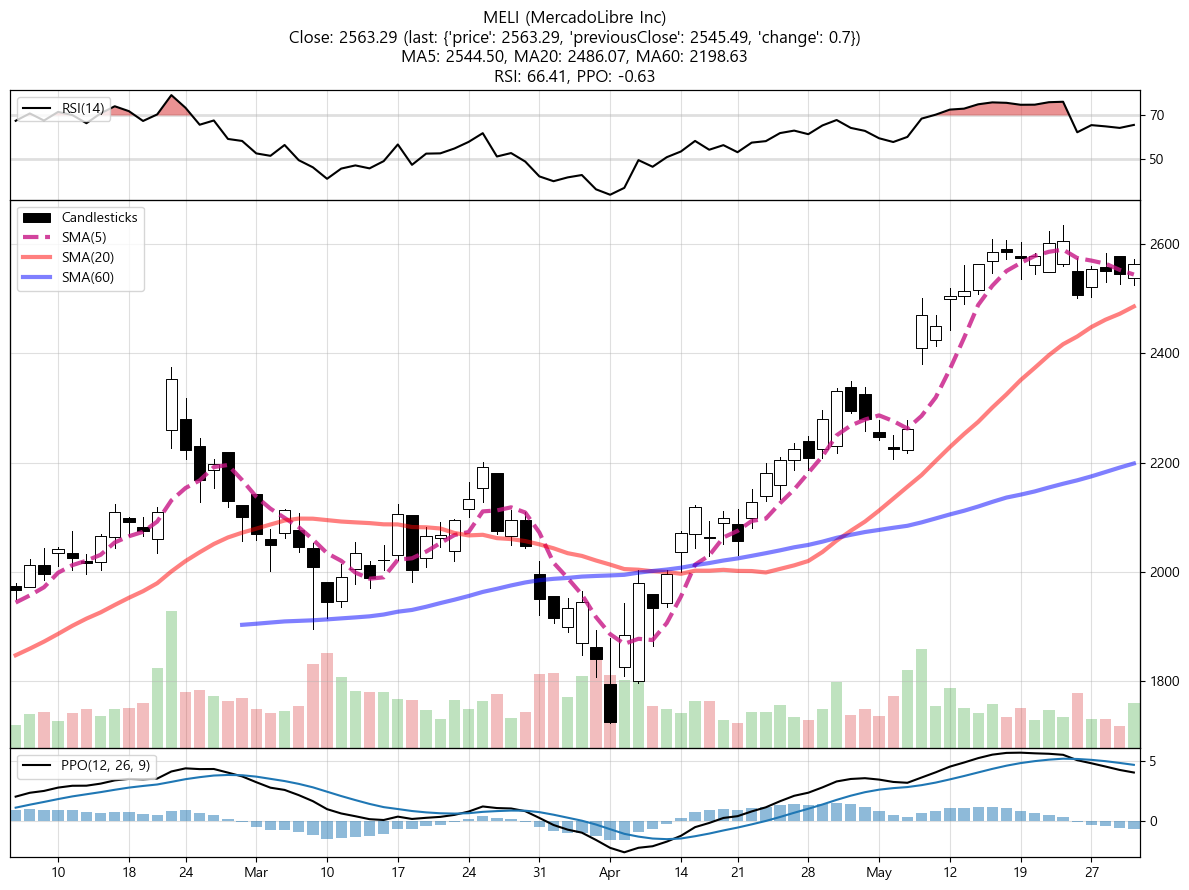 MELI (MercadoLibre Inc)
Close: 2563.29 (last: {'price': 2563.29, 'previousClose': 2545.49, 'change': 0.7})
MA5: 2544.50, MA20: 2486.07, MA60: 2198.63
RSI: 66.41, PPO: -0.63
RSI(14)
70
50
Candlesticks
SMA(5)
SMA(20)
SMA(60)
2600
2400
2200
2000
1800
PPO(12, 26, 9)
5
0
10 18 24 Mar 10 17 24 31 Apr 14 21 28 May 12 19 27